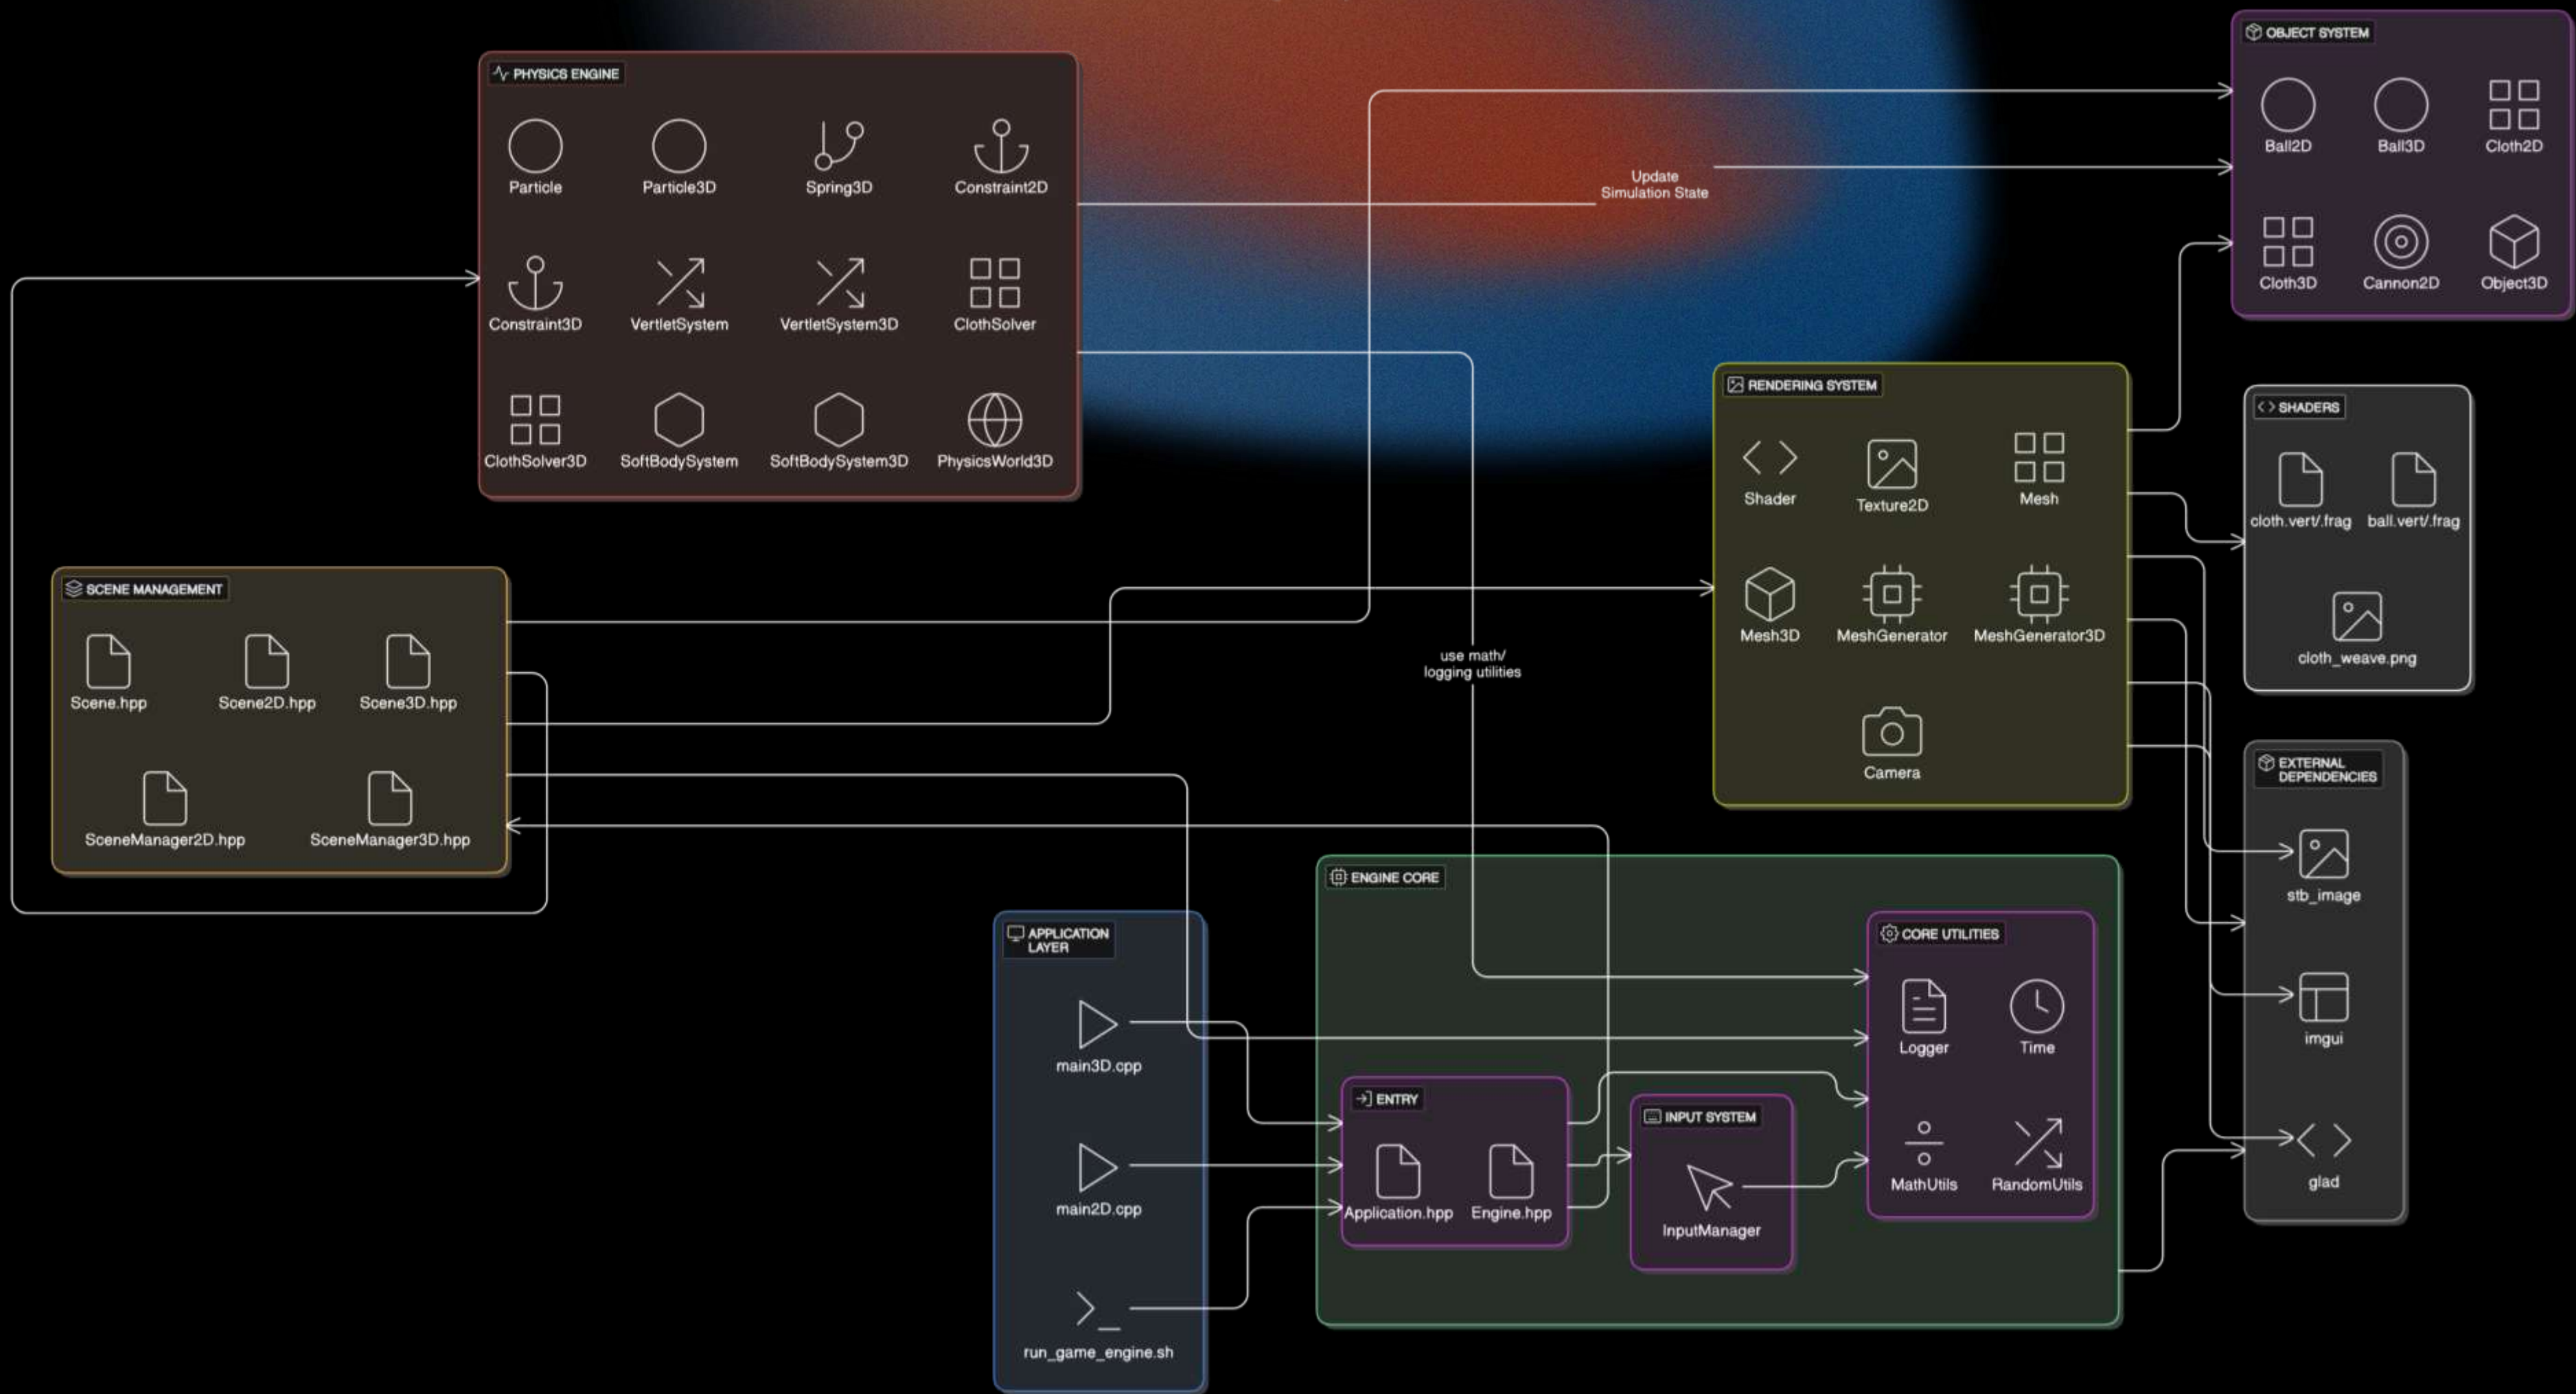 PHYSICS ENGINE
Particle
Particle3D
Spring3D
Constraint2D
Constraint3D
VertletSystem
VertletSystem3D
ClothSolver
ClothSolver3D
SoftBodySystem
SoftBodySystem3D
PhysicsWorld3D
Update
Simulation State
OBJECT SYSTEM
Ball2D
Ball3D
Cloth2D
Cloth3D
Cannon2D
Object3D
RENDERING SYSTEM
Shader
Texture2D
Mesh
Mesh3D
MeshGenerator
MeshGenerator3D
Camera
SHADERS
cloth.vert/.frag
ball.vert/.frag
cloth_weave.png
SCENE MANAGEMENT
Scene.hpp
Scene2D.hpp
Scene3D.hpp
SceneManager2D.hpp
SceneManager3D.hpp
use math/
logging utilities
EXTERNAL
DEPENDENCIES
stb_image
imgui
glad
APPLICATION
LAYER
main3D.cpp
main2D.cpp
run_game_engine.sh
ENGINE CORE
ENTRY
Application.hpp
Engine.hpp
INPUT SYSTEM
InputManager
CORE UTILITIES
Logger
Time
MathUtils
RandomUtils